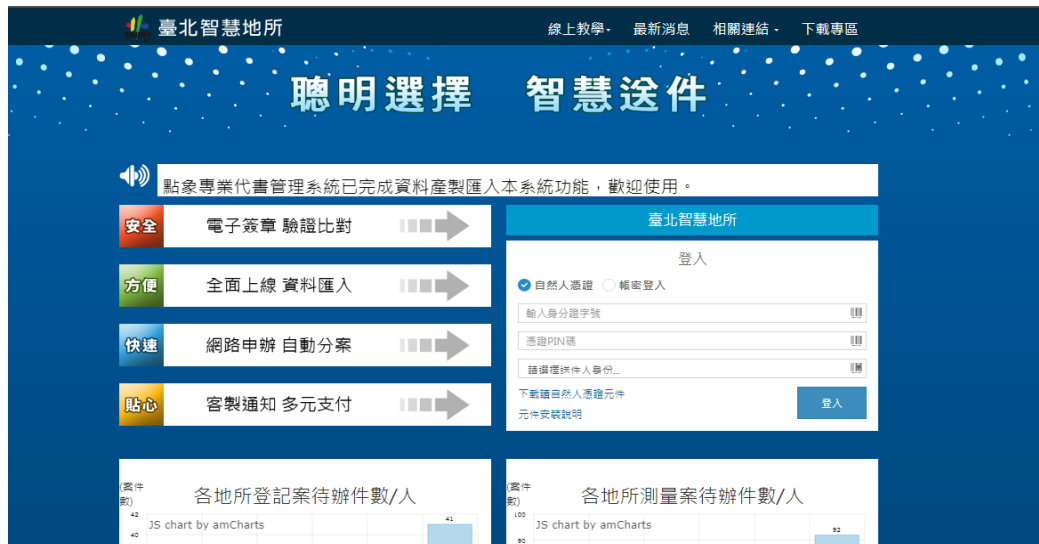 臺北智慧地所
線上教學 最新消息 相關連結 下載專區
聰明選擇 智慧送件
點象專業代書管理系統已完成資料產製匯入本系統功能，歡迎使用。
安全 電子簽章 驗證比對
方便 全面上線 資料匯入
快速 網路申辦 自動分案
貼心 客製通知 多元支付
臺北智慧地所
登入
自然人憑證 帳密登入
輸入身分證字號
憑證PIN碼
請選擇送件人身份...
下載讀自然人憑證元件
元件安裝說明
登入
(案件數)
各地所登記案待辦件數/人
42
JS chart by amCharts
41
40
(案件數)
各地所測量案待辦件數/人
100
JS chart by amCharts
92
90